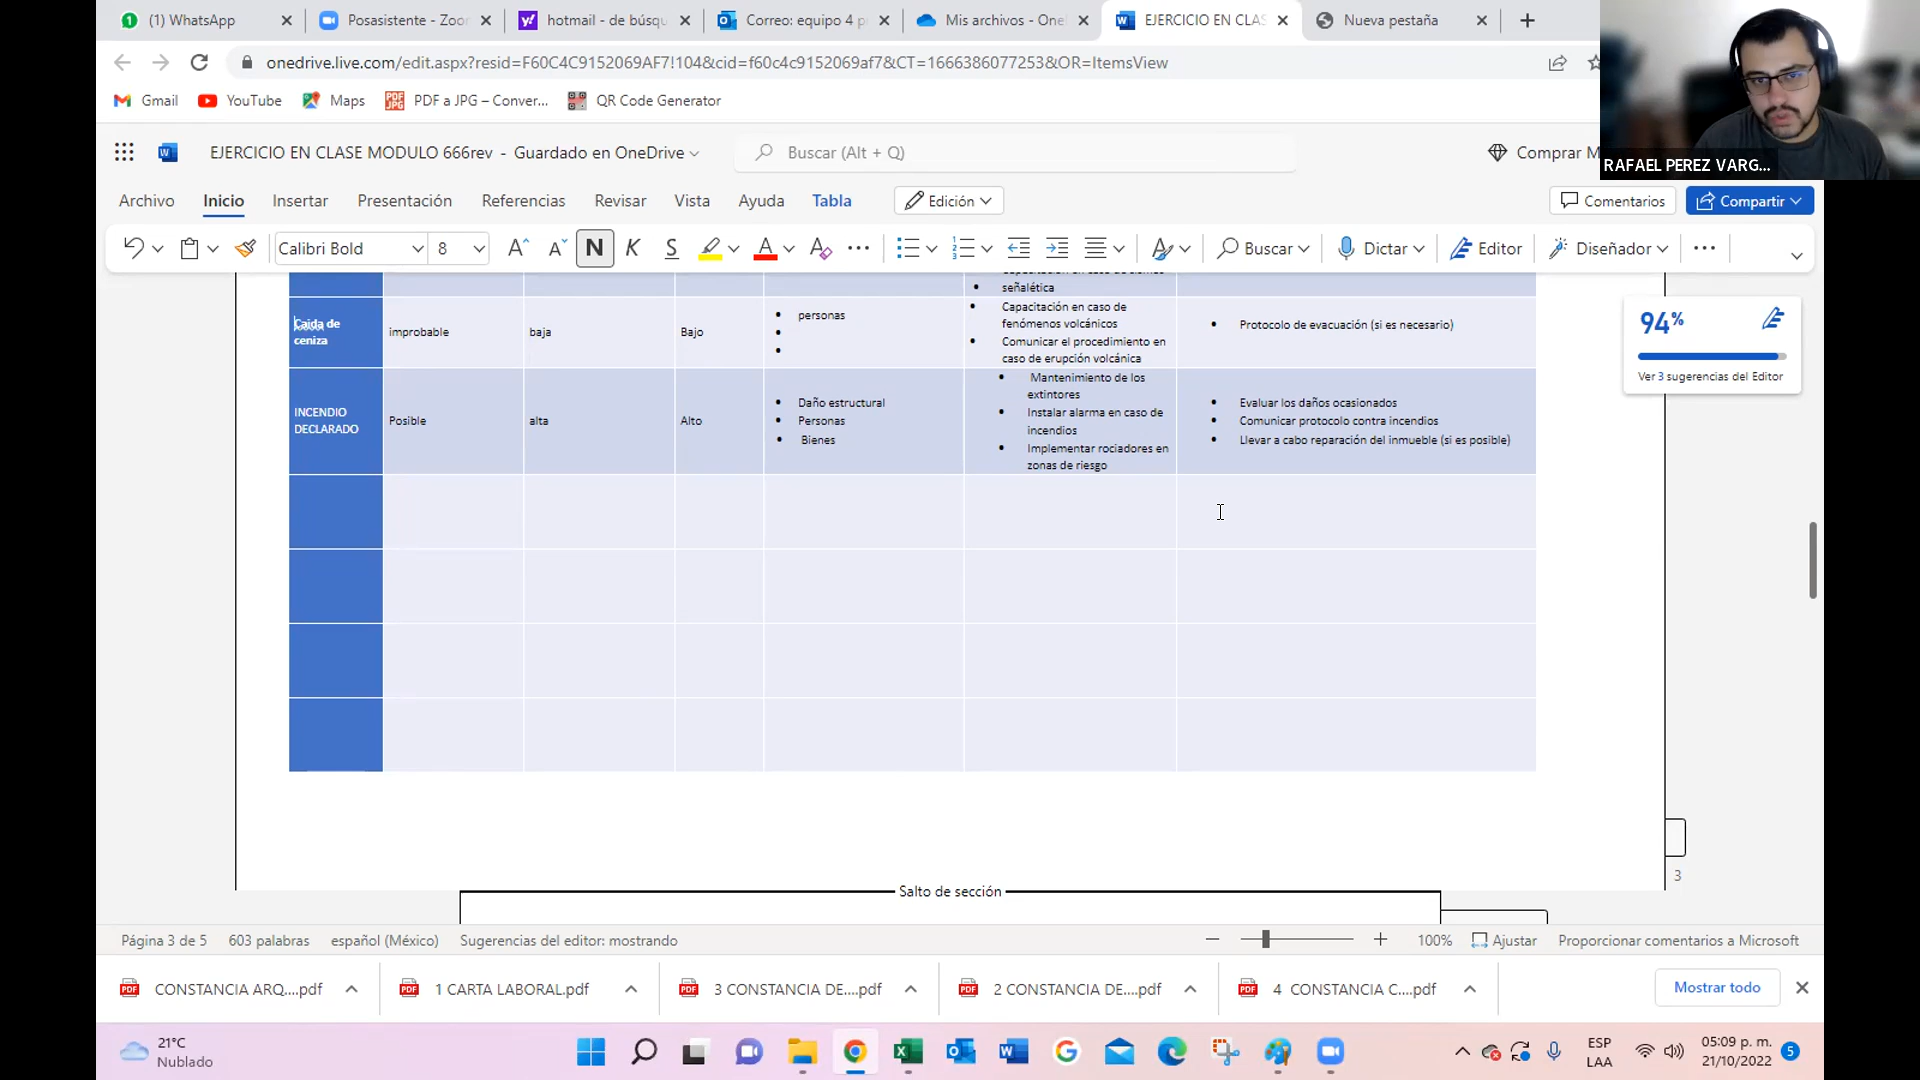 (1) WhatsApp
Posasistente - Zoo
hotmail - de búsqu
Correo: equipo 4 p
Mis archivos - One
EJERCICIO EN CLAS
Nueva pestaña
onedrive.live.com/edit.aspx?resid=F60C4C9152069AF7!104&cid=f60c4c9152069af7&CT=1666386077253&OR=ItemsView
Gmail
YouTube
Maps
PDF a JPG – Conver...
QR Code Generator
RAFAEL PEREZ VARG...
EJERCICIO EN CLASE MODULO 666rev - Guardado en OneDrive
Buscar (Alt + Q)
Comprar M
Archivo
Inicio
Insertar
Presentación
Referencias
Revisar
Vista
Ayuda
Tabla
Edición
Comentarios
Compartir
Calibri Bold
8
N
K
S
Buscar
Dictar
Editor
Diseñador
señalética
Caida de
ceniza
improbable
baja
Bajo
• personas
•
•
• Capacitación en caso de
fenómenos volcánicos
• Comunicar el procedimiento en
caso de erupción volcánica
• Protocolo de evacuación (si es necesario)
INCENDIO
DECLARADO
Posible
alta
Alto
• Daño estructural
• Personas
• Bienes
• Mantenimiento de los
extintores
• Instalar alarma en caso de
incendios
• Implementar rociadores en
zonas de riesgo
• Evaluar los daños ocasionados
• Comunicar protocolo contra incendios
• Llevar a cabo reparación del inmueble (si es posible)
94%
Ver 3 sugerencias del Editor
3
Salto de sección
Página 3 de 5
603 palabras
español (México)
Sugerencias del editor: mostrando
100%
Ajustar
Proporcionar comentarios a Microsoft
CONSTANCIA ARQ....pdf
1 CARTA LABORAL.pdf
3 CONSTANCIA DE....pdf
2 CONSTANCIA DE....pdf
4 CONSTANCIA C....pdf
Mostrar todo
21°C
Nublado
ESP
LAA
05:09 p. m.
21/10/2022
5